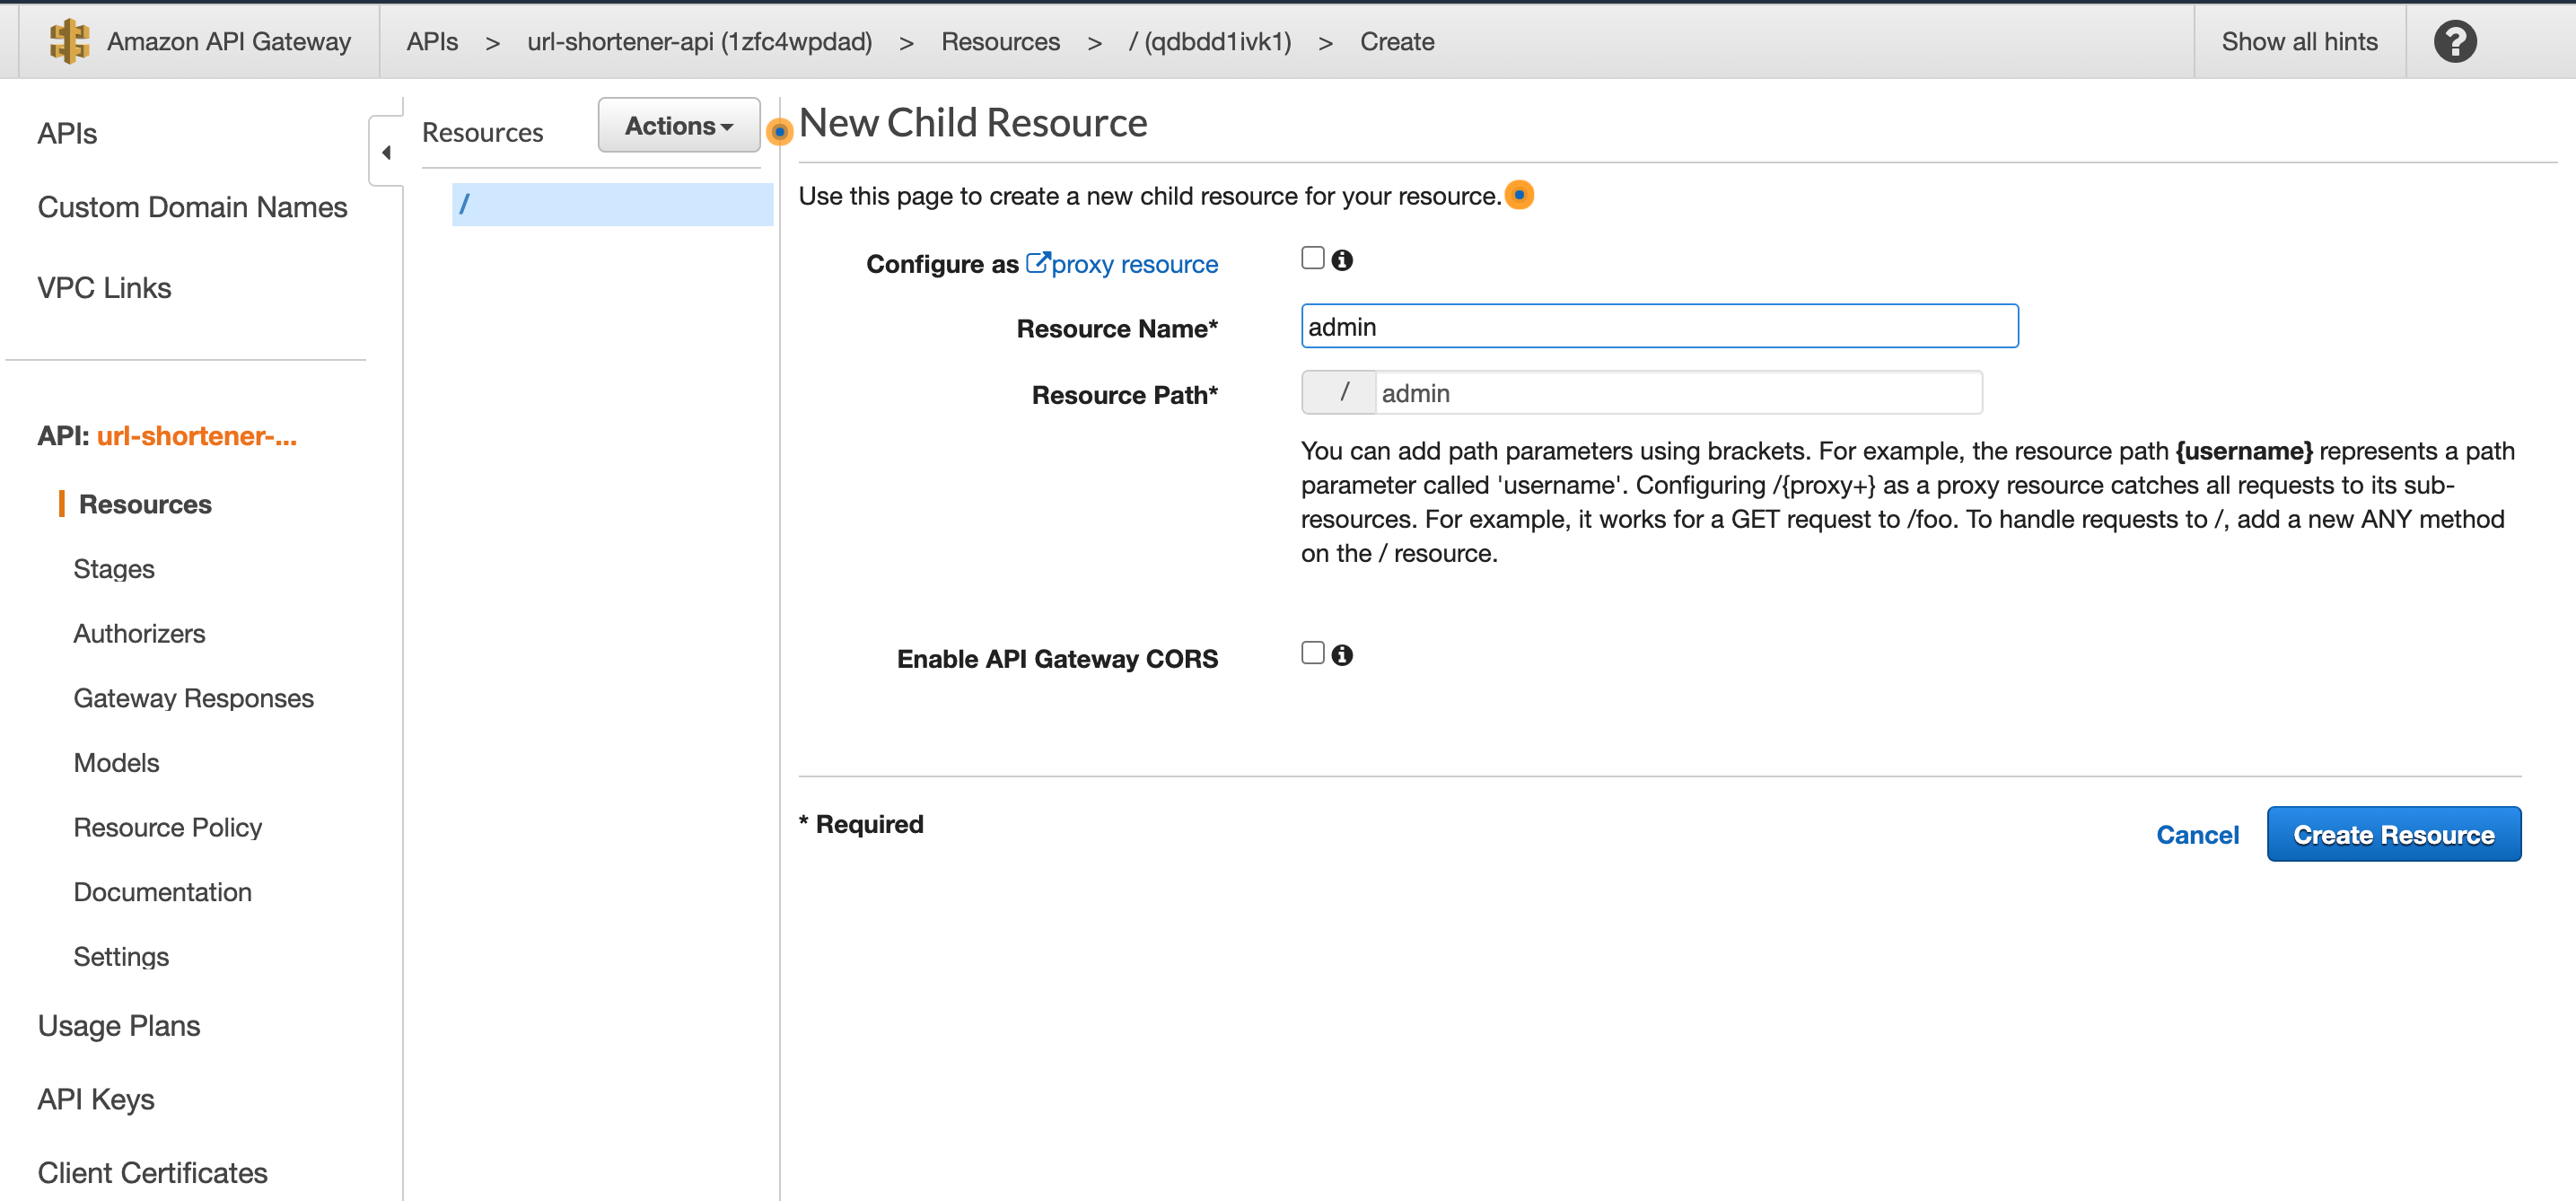 Amazon API Gateway
APIs > url-shortener-api (1zfc4wpdad) > Resources > / (qdbdd1ivk1) > Create
Show all hints
?
APIs
Custom Domain Names
VPC Links
API: url-shortener-...
Resources
Stages
Authorizers
Gateway Responses
Models
Resource Policy
Documentation
Settings
Usage Plans
API Keys
Client Certificates
Resources
Actions
/
New Child Resource
Use this page to create a new child resource for your resource.
Configure as proxy resource
Resource Name*
admin
Resource Path*
/ admin
You can add path parameters using brackets. For example, the resource path {username} represents a path
parameter called 'username'. Configuring /{proxy+} as a proxy resource catches all requests to its sub-
resources. For example, it works for a GET request to /foo. To handle requests to /, add a new ANY method
on the / resource.
Enable API Gateway CORS
* Required
Cancel
Create Resource